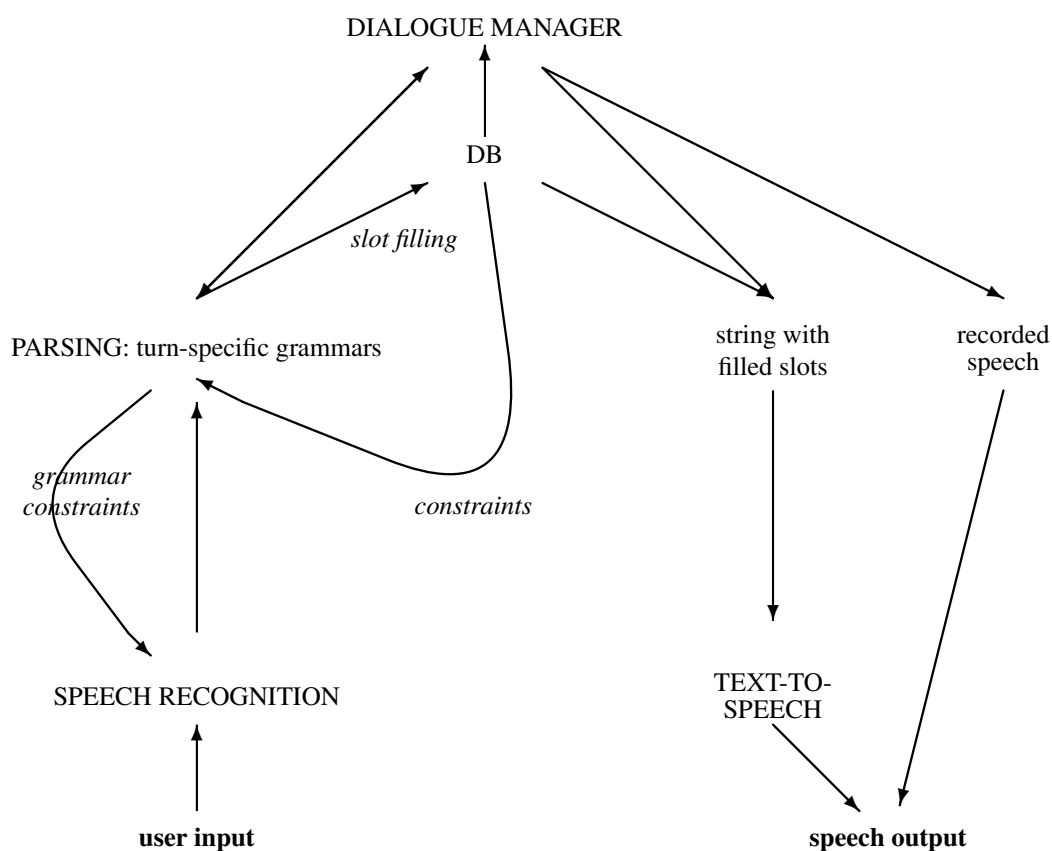 DIALOGUE MANAGER
DB
slot filling
PARSING: turn-specific grammars
string with
filled slots
recorded
speech
grammar
constraints
constraints
SPEECH RECOGNITION
TEXT-TO-
SPEECH
user input
speech output